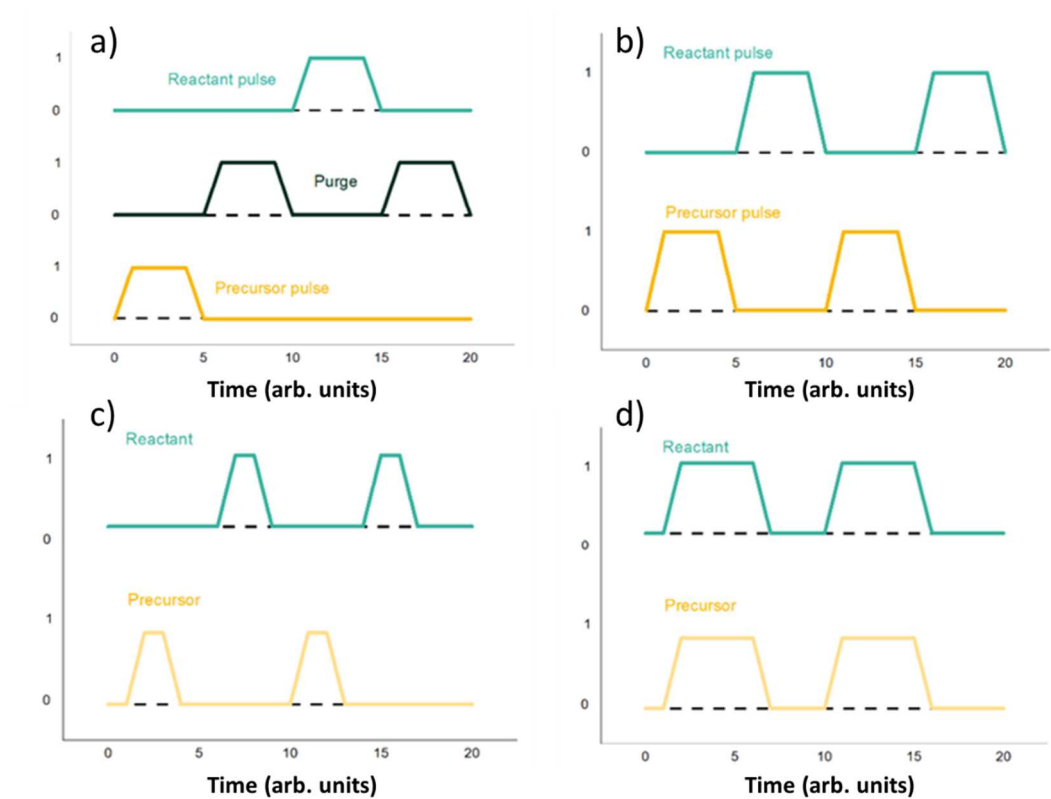 a)
1
Reactant pulse
0
1
Purge
0
1
Precursor pulse
0
0 5 10 15 20
Time (arb. units)
b)
Reactant pulse
1
0
Precursor pulse
1
0
0 5 10 15 20
Time (arb. units)
c)
Reactant
1
0
Precursor
1
0
0 5 10 15 20
Time (arb. units)
d)
Reactant
1
0
Precursor
1
0
0 5 10 15 20
Time (arb. units)